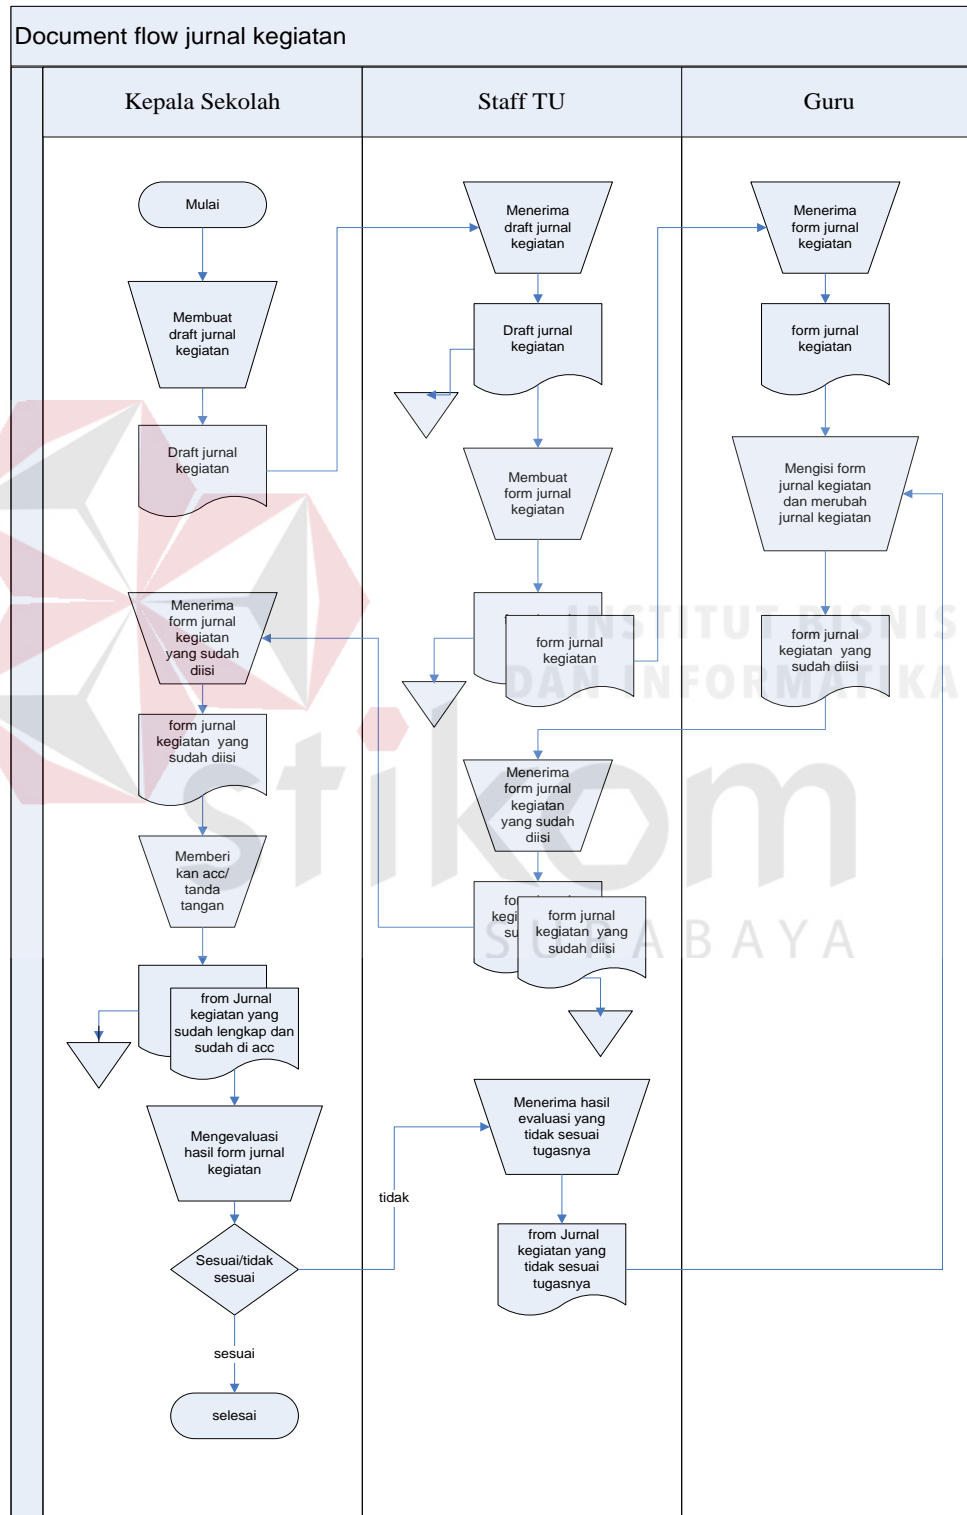 Document flow jurnal kegiatan
Kepala Sekolah
Staff TU
Guru
Mulai
Membuat
draft jurnal
kegiatan
Draft jurnal
kegiatan
Menerima
form jurnal
kegiatan
yang sudah
diisi
form jurnal
kegiatan yang
sudah diisi
Memberi
kan acc/
tanda
tangan
from Jurnal
kegiatan yang
sudah lengkap dan
sudah di acc
Mengevaluasi
hasil form jurnal
kegiatan
Sesuai/tidak
sesuai
tidak
sesuai
selesai
Menerima
draft jurnal
kegiatan
Draft jurnal
kegiatan
Membuat
form jurnal
kegiatan
form jurnal
kegiatan
Menerima
form jurnal
kegiatan
yang sudah
diisi
form jurnal
kegiatan yang
sudah diisi
Menerima hasil
evaluasi yang
tidak sesuai
tugasnya
from Jurnal
kegiatan yang
tidak sesuai
tugasnya
Menerima
form jurnal
kegiatan
form jurnal
kegiatan
Mengisi form
jurnal kegiatan
dan merubah
jurnal kegiatan
form jurnal
kegiatan yang
sudah diisi
INSTITUT BISNIS
DAN INFORMATIKA
stikom
SURABAYA